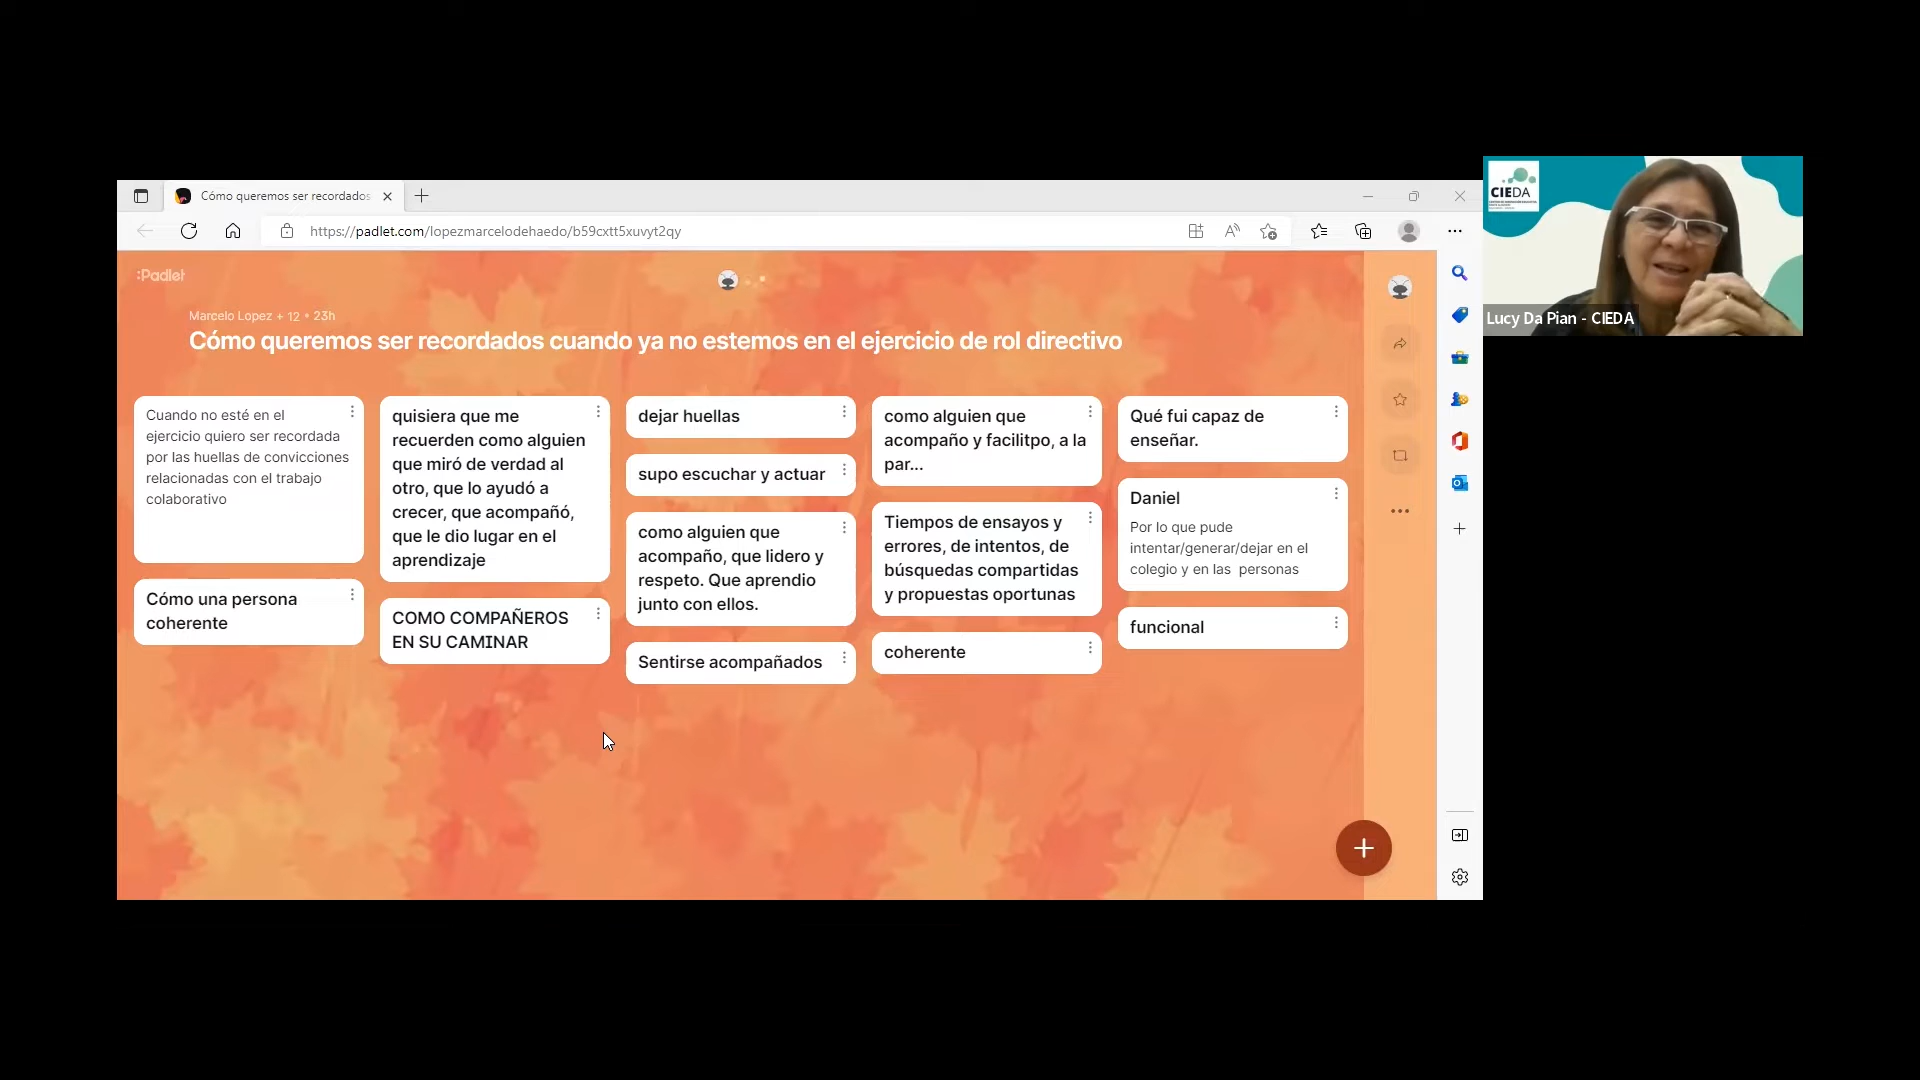 Cómo queremos ser recordados
https://padlet.com/lopezmarcelodehaedo/b59cxtt5xuvyt2qy
:Padlet
Marcelo Lopez + 12 • 23h
Cómo queremos ser recordados cuando ya no estemos en el ejercicio de rol directivo
Cuando no esté en el
ejercicio quiero ser recordada
por las huellas de convicciones
relacionadas con el trabajo
colaborativo
Cómo una persona
coherente
quisiera que me
recuerden como alguien
que miró de verdad al
otro, que lo ayudó a
crecer, que acompañó,
que le dio lugar en el
aprendizaje
COMO COMPAÑEROS
EN SU CAMINAR
dejar huellas
supo escuchar y actuar
como alguien que
acompaño, que lidero y
respeto. Que aprendio
junto con ellos.
Sentirse acompañados
como alguien que
acompaño y facilitpo, a la
par...
Tiempos de ensayos y
errores, de intentos, de
búsquedas compartidas
y propuestas oportunas
coherente
Qué fui capaz de
enseñar.
Daniel
Por lo que pude
intentar/generar/dejar en el
colegio y en las personas
funcional
CIEDA
Lucy Da Pian - CIEDA